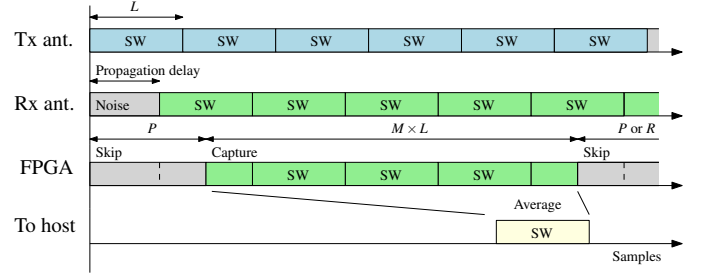 L
Tx ant.
SW SW SW SW SW SW
Propagation delay
Rx ant.
Noise SW SW SW SW SW
P M × L P or R
Skip Capture Skip
FPGA
SW SW SW
Average
To host
SW
Samples